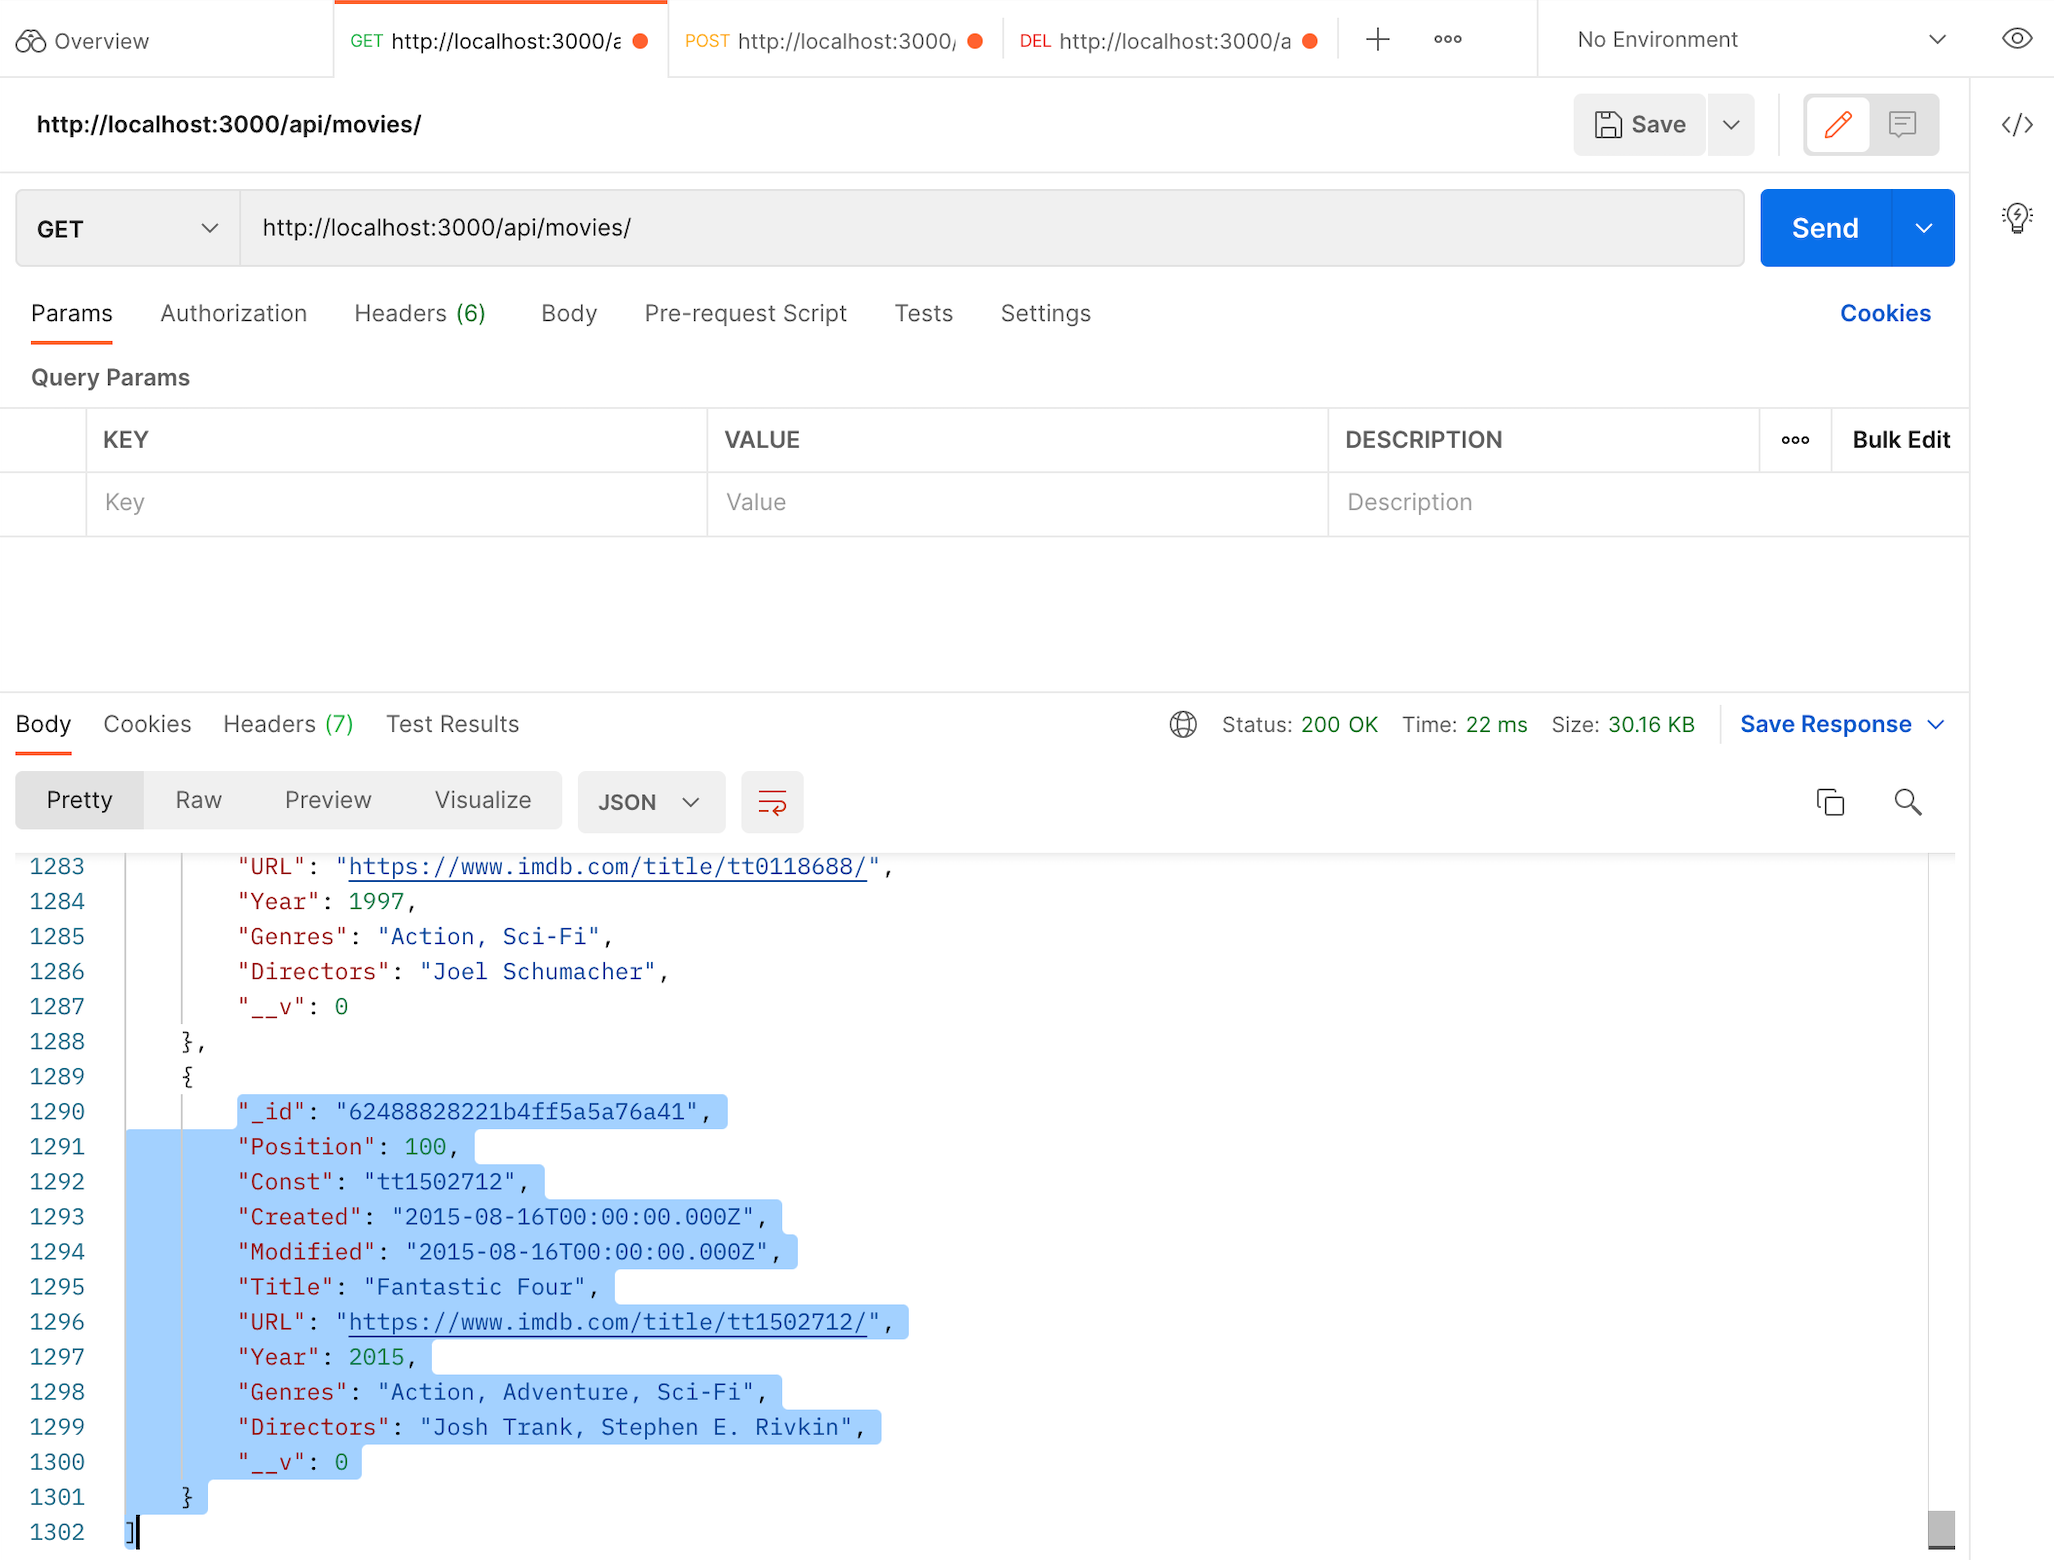 Overview
GET http://localhost:3000/a
POST http://localhost:3000/
DEL http://localhost:3000/a
No Environment
http://localhost:3000/api/movies/
Save
GET
http://localhost:3000/api/movies/
Send
Params Authorization Headers (6) Body Pre-request Script Tests Settings Cookies
Query Params
KEY VALUE DESCRIPTION Bulk Edit
Key Value Description
Body Cookies Headers (7) Test Results Status: 200 OK Time: 22 ms Size: 30.16 KB Save Response
Pretty Raw Preview Visualize JSON
1283 "URL": "https://www.imdb.com/title/tt0118688/",
1284 "Year": 1997,
1285 "Genres": "Action, Sci-Fi",
1286 "Directors": "Joel Schumacher",
1287 "__v": 0
1288 },
1289 {
1290 "_id": "62488828221b4ff5a5a76a41",
1291 "Position": 100,
1292 "Const": "tt1502712",
1293 "Created": "2015-08-16T00:00:00.000Z",
1294 "Modified": "2015-08-16T00:00:00.000Z",
1295 "Title": "Fantastic Four",
1296 "URL": "https://www.imdb.com/title/tt1502712/",
1297 "Year": 2015,
1298 "Genres": "Action, Adventure, Sci-Fi",
1299 "Directors": "Josh Trank, Stephen E. Rivkin",
1300 "__v": 0
1301 }
1302 ]